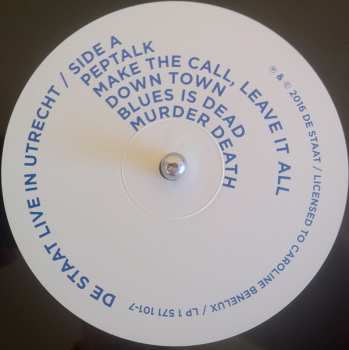 DE STAAT LIVE IN UTRECHT / SIDE A
PEPTALK
MAKE THE CALL, LEAVE IT ALL
DOWN TOWN
BLUES IS DEAD
MURDER DEATH
℗ & © 2016 DE STAAT / LICENSED TO CAROLINE BENELUX / LP 1 571 101-7